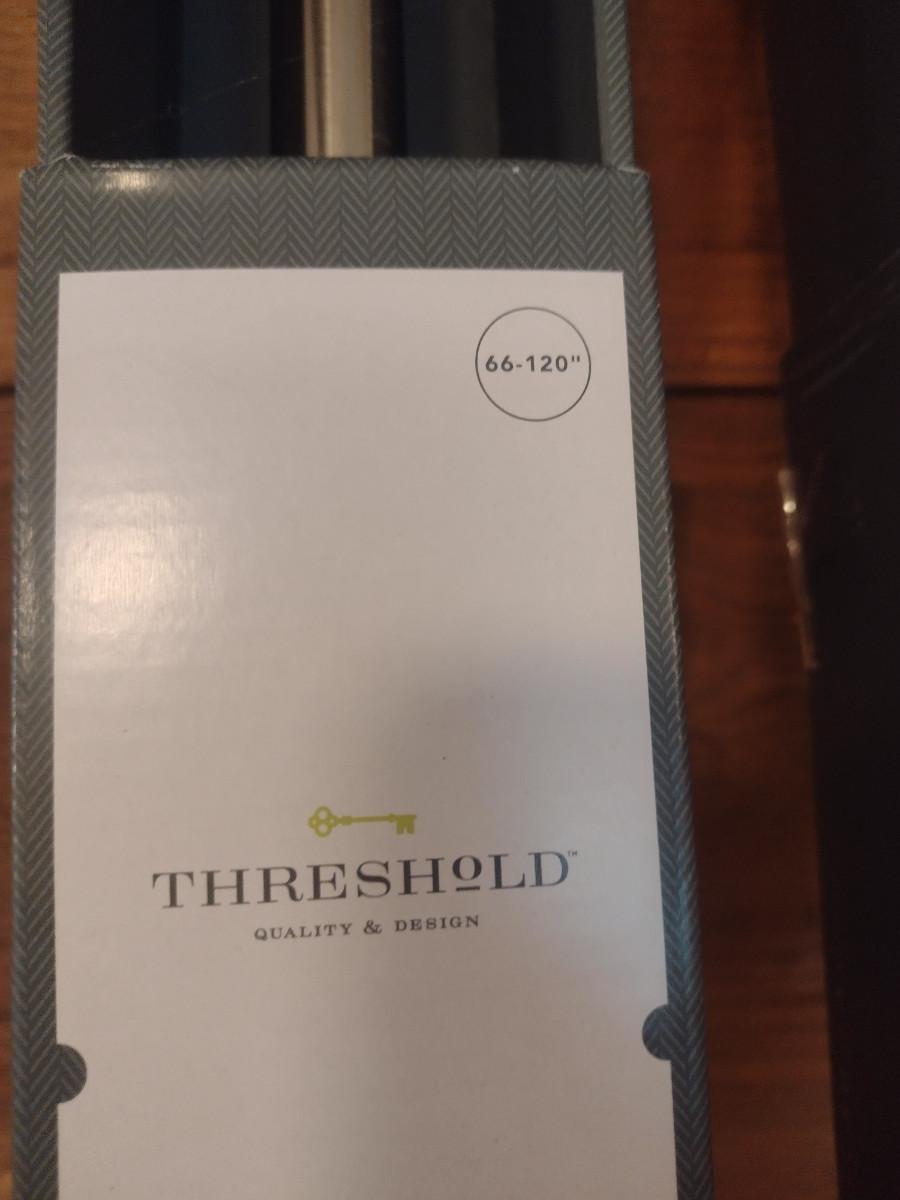 66-120"
THRESHOLD™
QUALITY & DESIGN